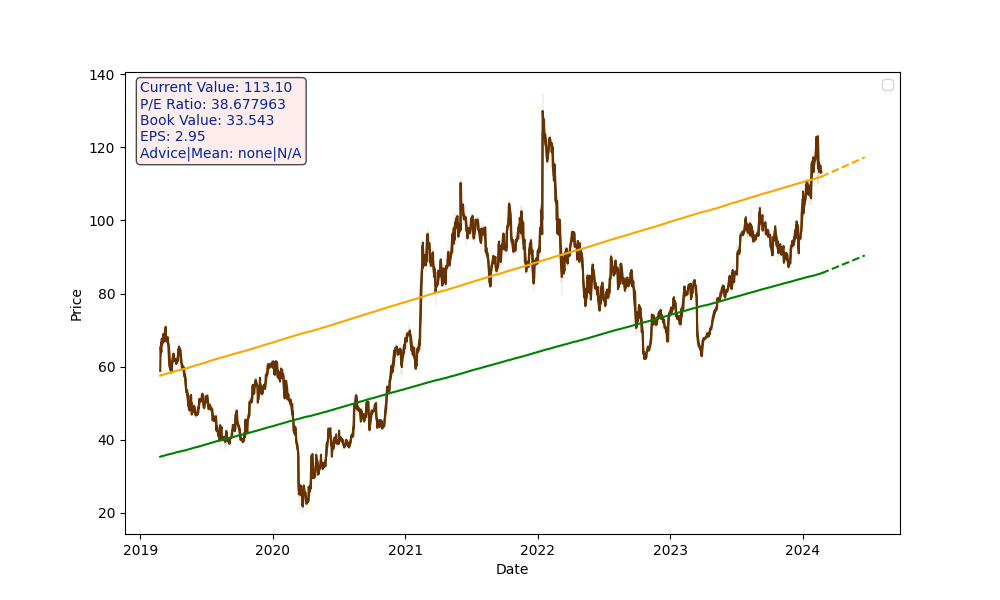 Current Value: 113.10
P/E Ratio: 38.677963
Book Value: 33.543
EPS: 2.95
Advice|Mean: none|N/A
140
120
100
80
60
40
20
Price
2019 2020 2021 2022 2023 2024
Date